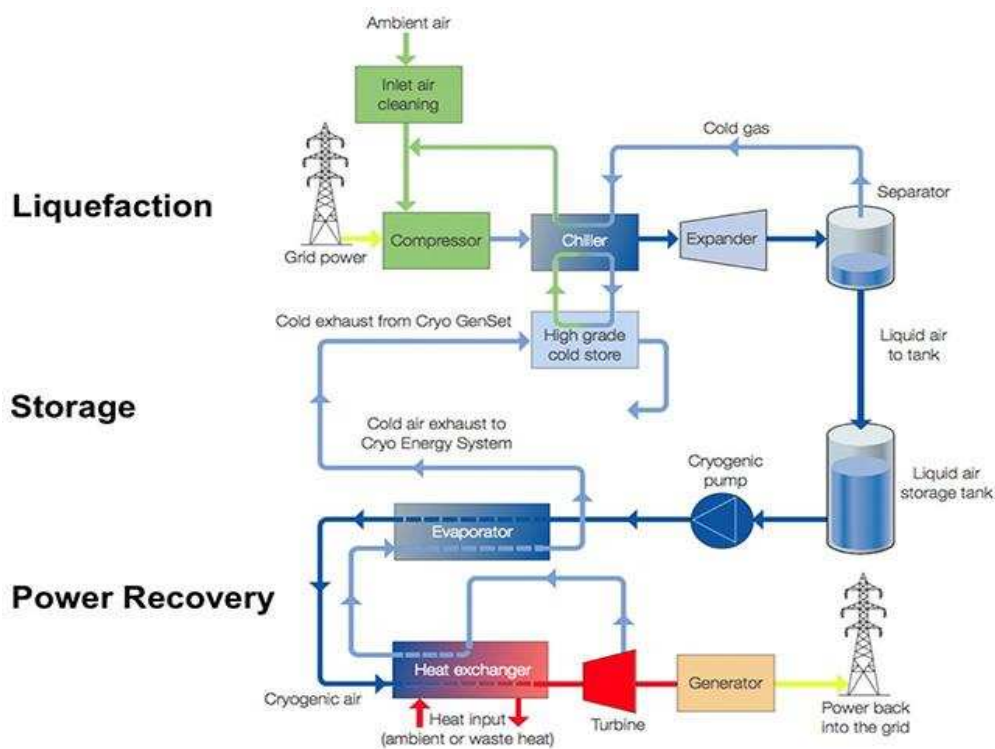 Ambient air
Inlet air
cleaning
Cold gas
Liquefaction
Separator
Compressor
Chiller
Expander
Grid power
Cold exhaust from Cryo GenSet
High grade
cold store
Liquid air
to tank
Storage
Cold air exhaust to
Cryo Energy System
Cryogenic
pump
Liquid air
storage tank
Evaporator
Power Recovery
Heat exchanger
Generator
Cryogenic air
Heat input
(ambient or waste heat)
Turbine
Power back
into the grid